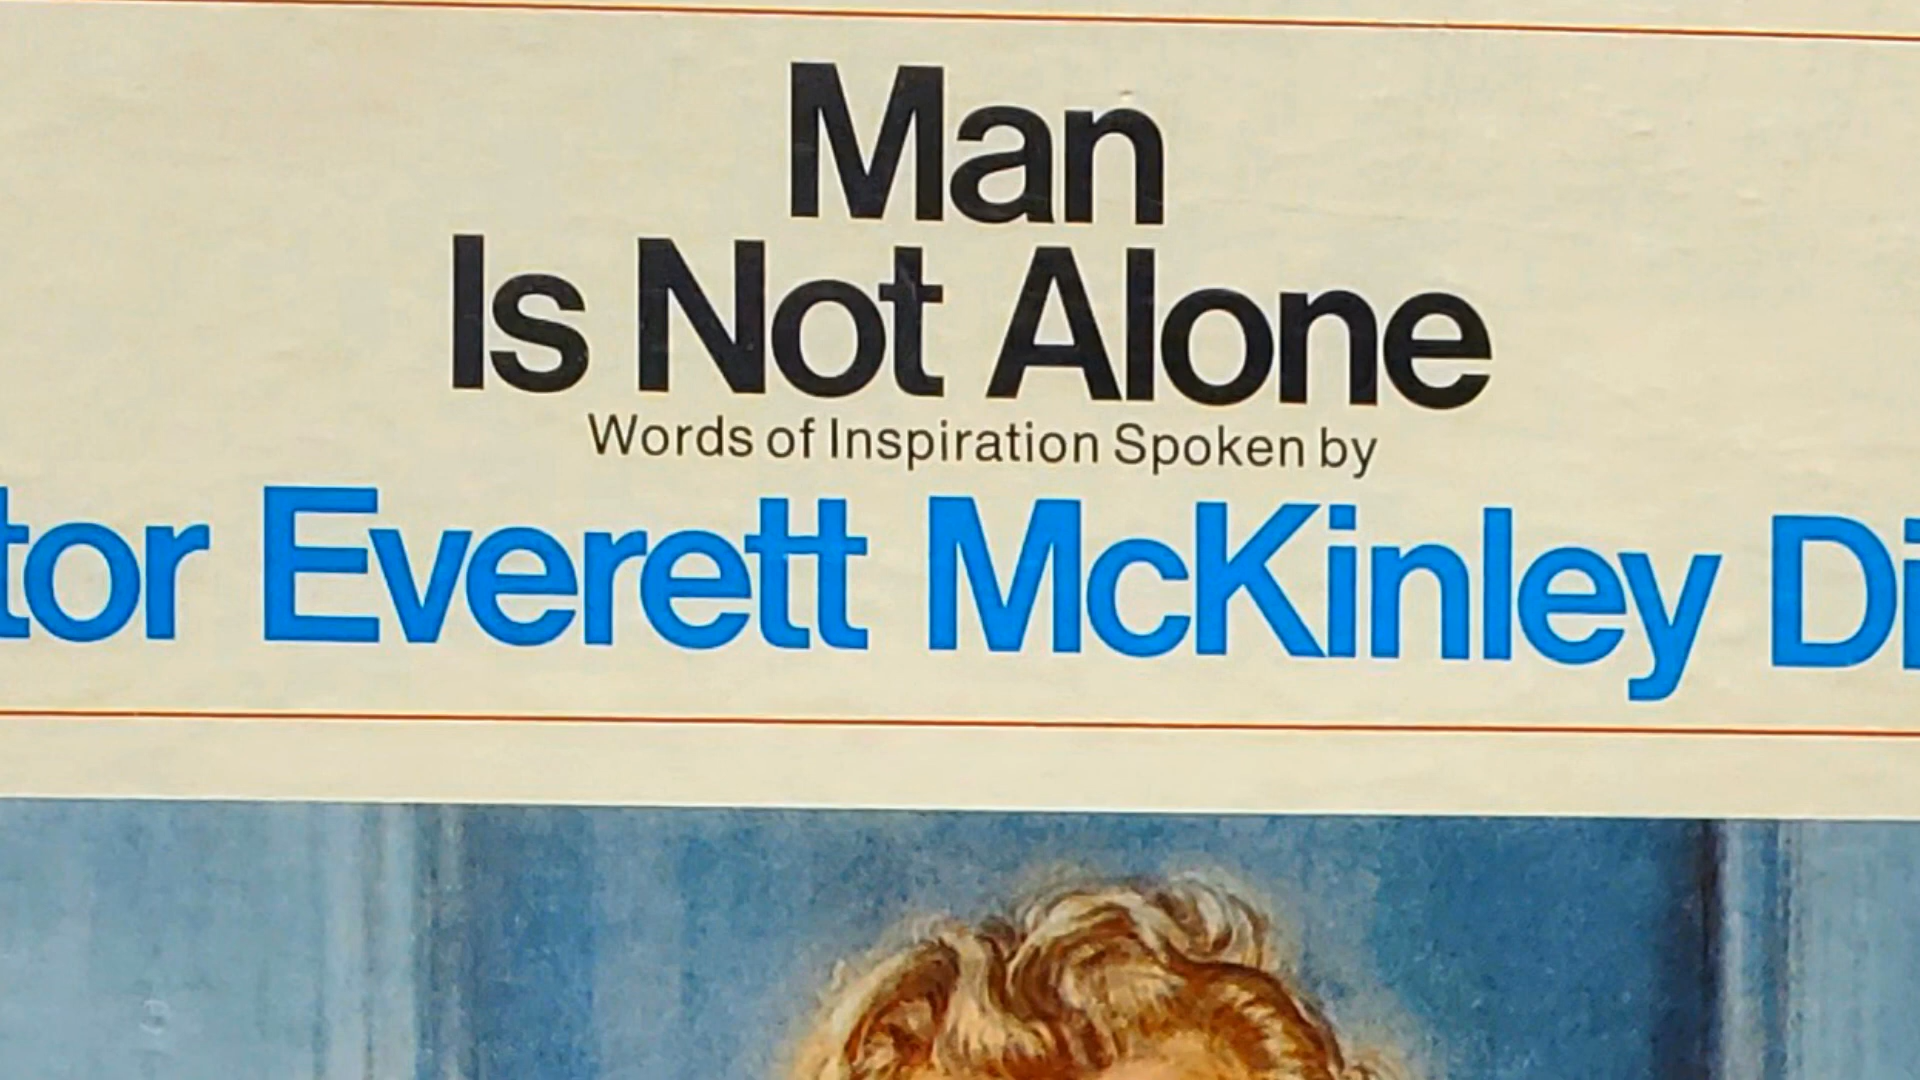 Man
Is Not Alone
Words of Inspiration Spoken by
tor Everett McKinley Di